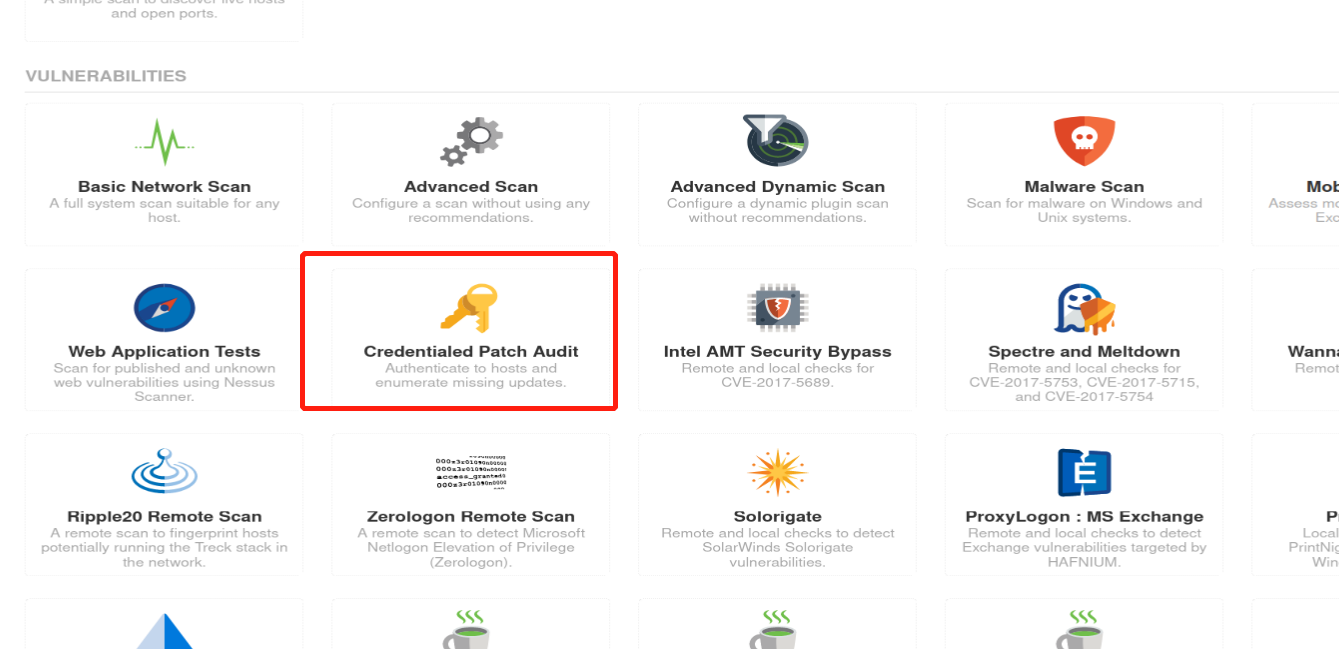 A simple scan to discover live hosts
and open ports.
VULNERABILITIES
Basic Network Scan
A full system scan suitable for any
host.
Advanced Scan
Configure a scan without using any
recommendations.
Advanced Dynamic Scan
Configure a dynamic plugin scan
without recommendations.
Malware Scan
Scan for malware on Windows and
Unix systems.
Mob
Assess mo
Exc
Web Application Tests
Scan for published and unknown
web vulnerabilities using Nessus
Scanner.
Credentialed Patch Audit
Authenticate to hosts and
enumerate missing updates.
Intel AMT Security Bypass
Remote and local checks for
CVE-2017-5689.
Spectre and Meltdown
Remote and local checks for
CVE-2017-5753, CVE-2017-5715,
and CVE-2017-5754
Wanna
Remot
Ripple20 Remote Scan
A remote scan to fingerprint hosts
potentially running the Treck stack in
the network.
access_granted
Zerologon Remote Scan
A remote scan to detect Microsoft
Netlogon Elevation of Privilege
(Zerologon).
Solorigate
Remote and local checks to detect
SolarWinds Solorigate
vulnerabilities.
E
ProxyLogon : MS Exchange
Remote and local checks to detect
Exchange vulnerabilities targeted by
HAFNIUM.
Local
PrintNig
Win